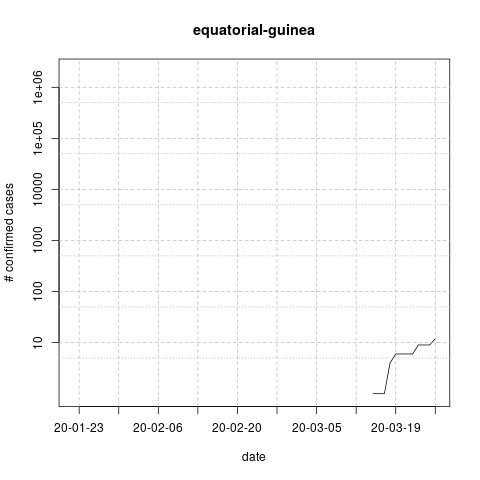 equatorial-guinea
# confirmed cases
1e+06
1e+05
10000
1000
100
10
20-01-23 20-02-06 20-02-20 20-03-05 20-03-19
date